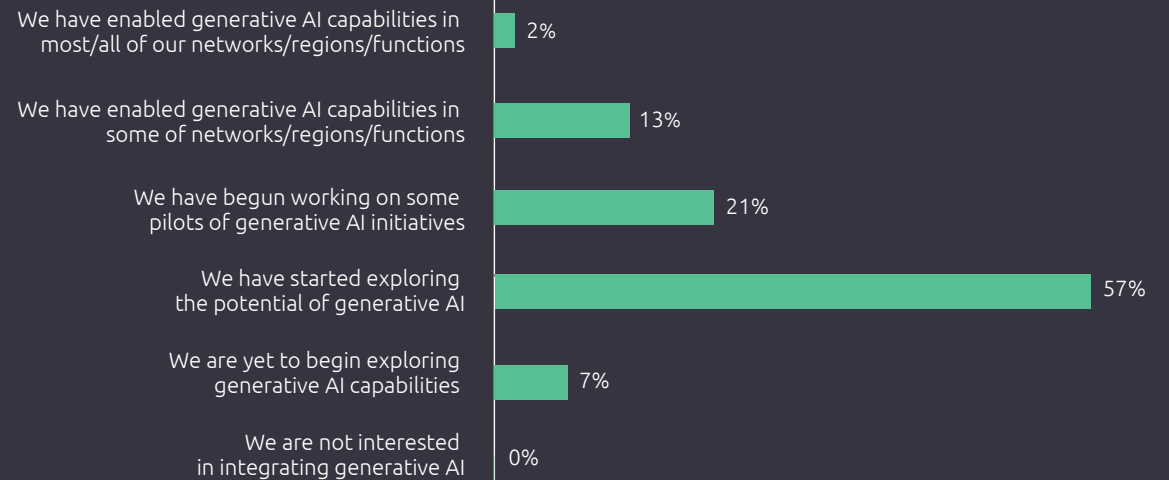 We have enabled generative AI capabilities in
most/all of our networks/regions/functions
2%
We have enabled generative AI capabilities in
some of networks/regions/functions
13%
We have begun working on some
pilots of generative AI initiatives
21%
We have started exploring
the potential of generative AI
57%
We are yet to begin exploring
generative AI capabilities
7%
We are not interested
in integrating generative AI
0%